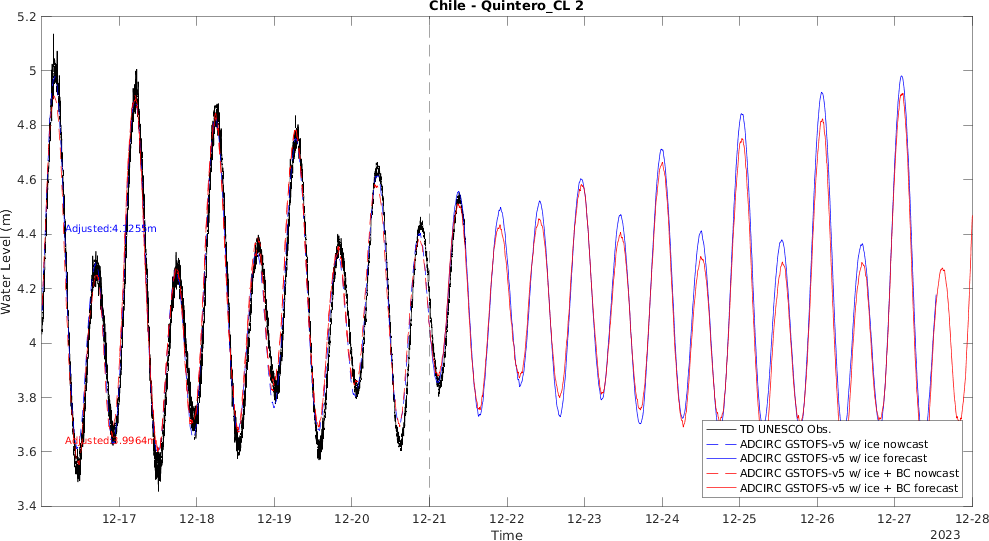 Chile - Quintero_CL 2
5.2
5
4.8
4.6
4.4
4.2
4
3.8
3.6
3.4
Water Level (m)
Adjusted:4.1255m
Adjusted:3.9964m
TD UNESCO Obs.
ADCIRC GSTOFS-v5 w/ ice nowcast
ADCIRC GSTOFS-v5 w/ ice forecast
ADCIRC GSTOFS-v5 w/ ice + BC nowcast
ADCIRC GSTOFS-v5 w/ ice + BC forecast
12-17 12-18 12-19 12-20 12-21 12-22 12-23 12-24 12-25 12-26 12-27 12-28
Time
2023